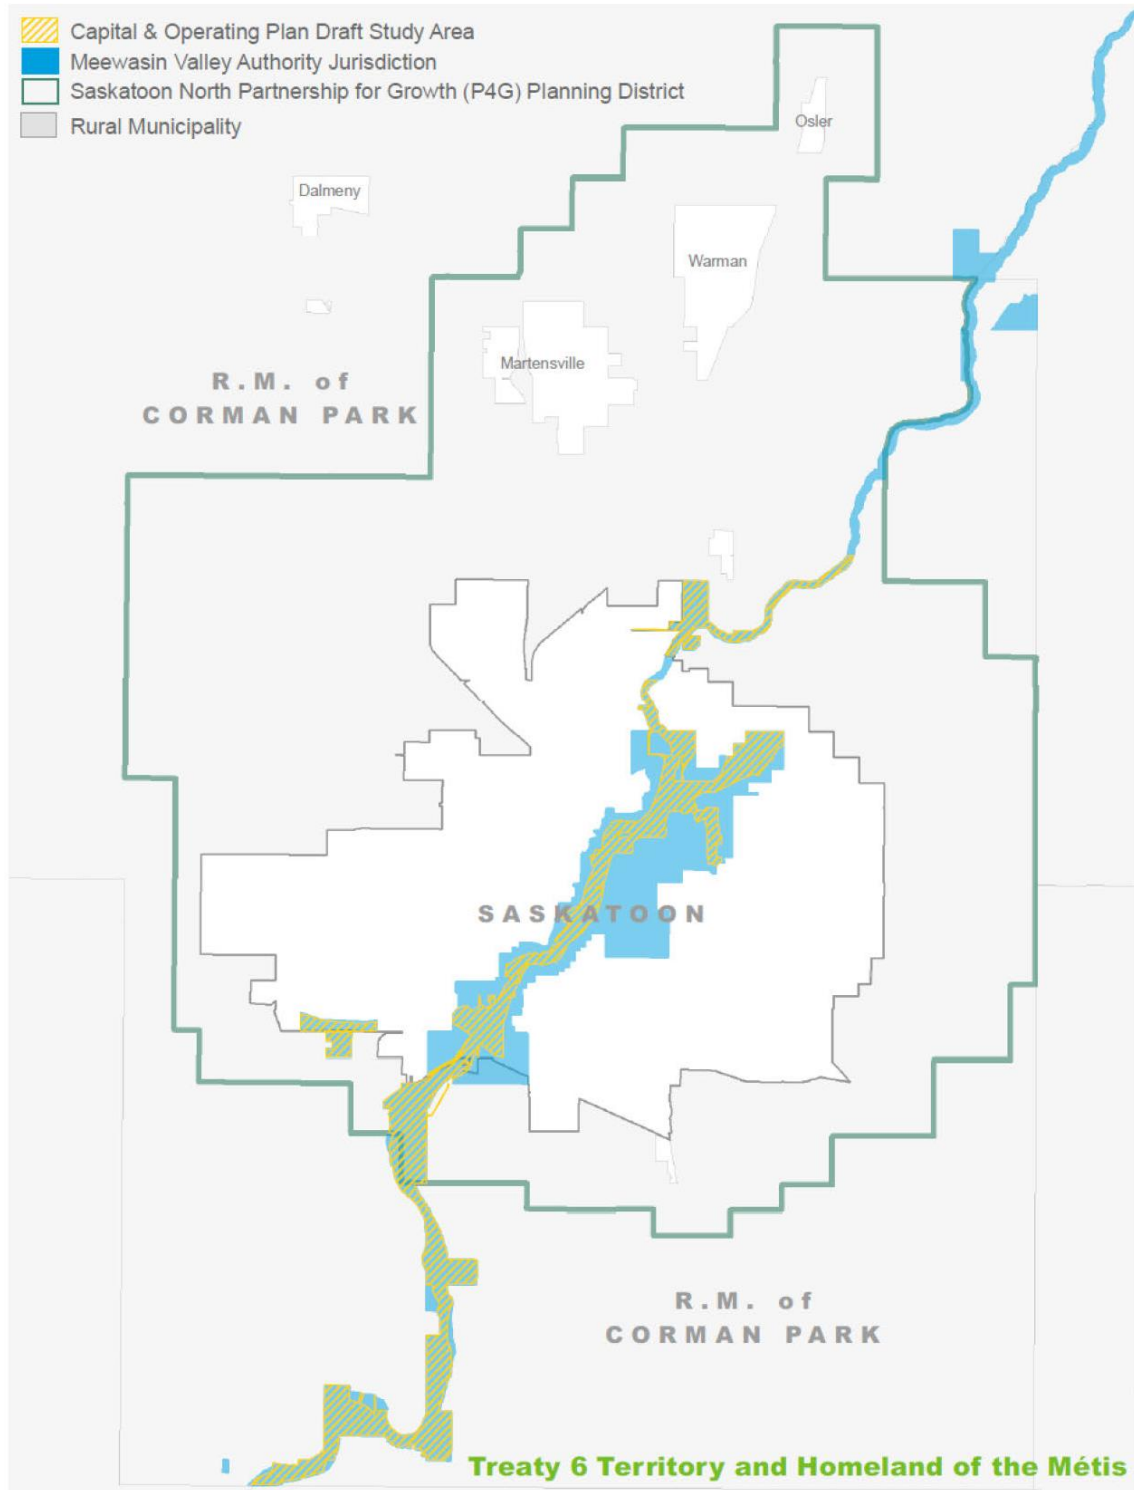 Capital & Operating Plan Draft Study Area
Meewasin Valley Authority Jurisdiction
Saskatoon North Partnership for Growth (P4G) Planning District
Rural Municipality
Osler
Dalmeny
Warman
Martensville
R.M. of
CORMAN PARK
SASKATOON
R.M. of
CORMAN PARK
Treaty 6 Territory and Homeland of the Métis